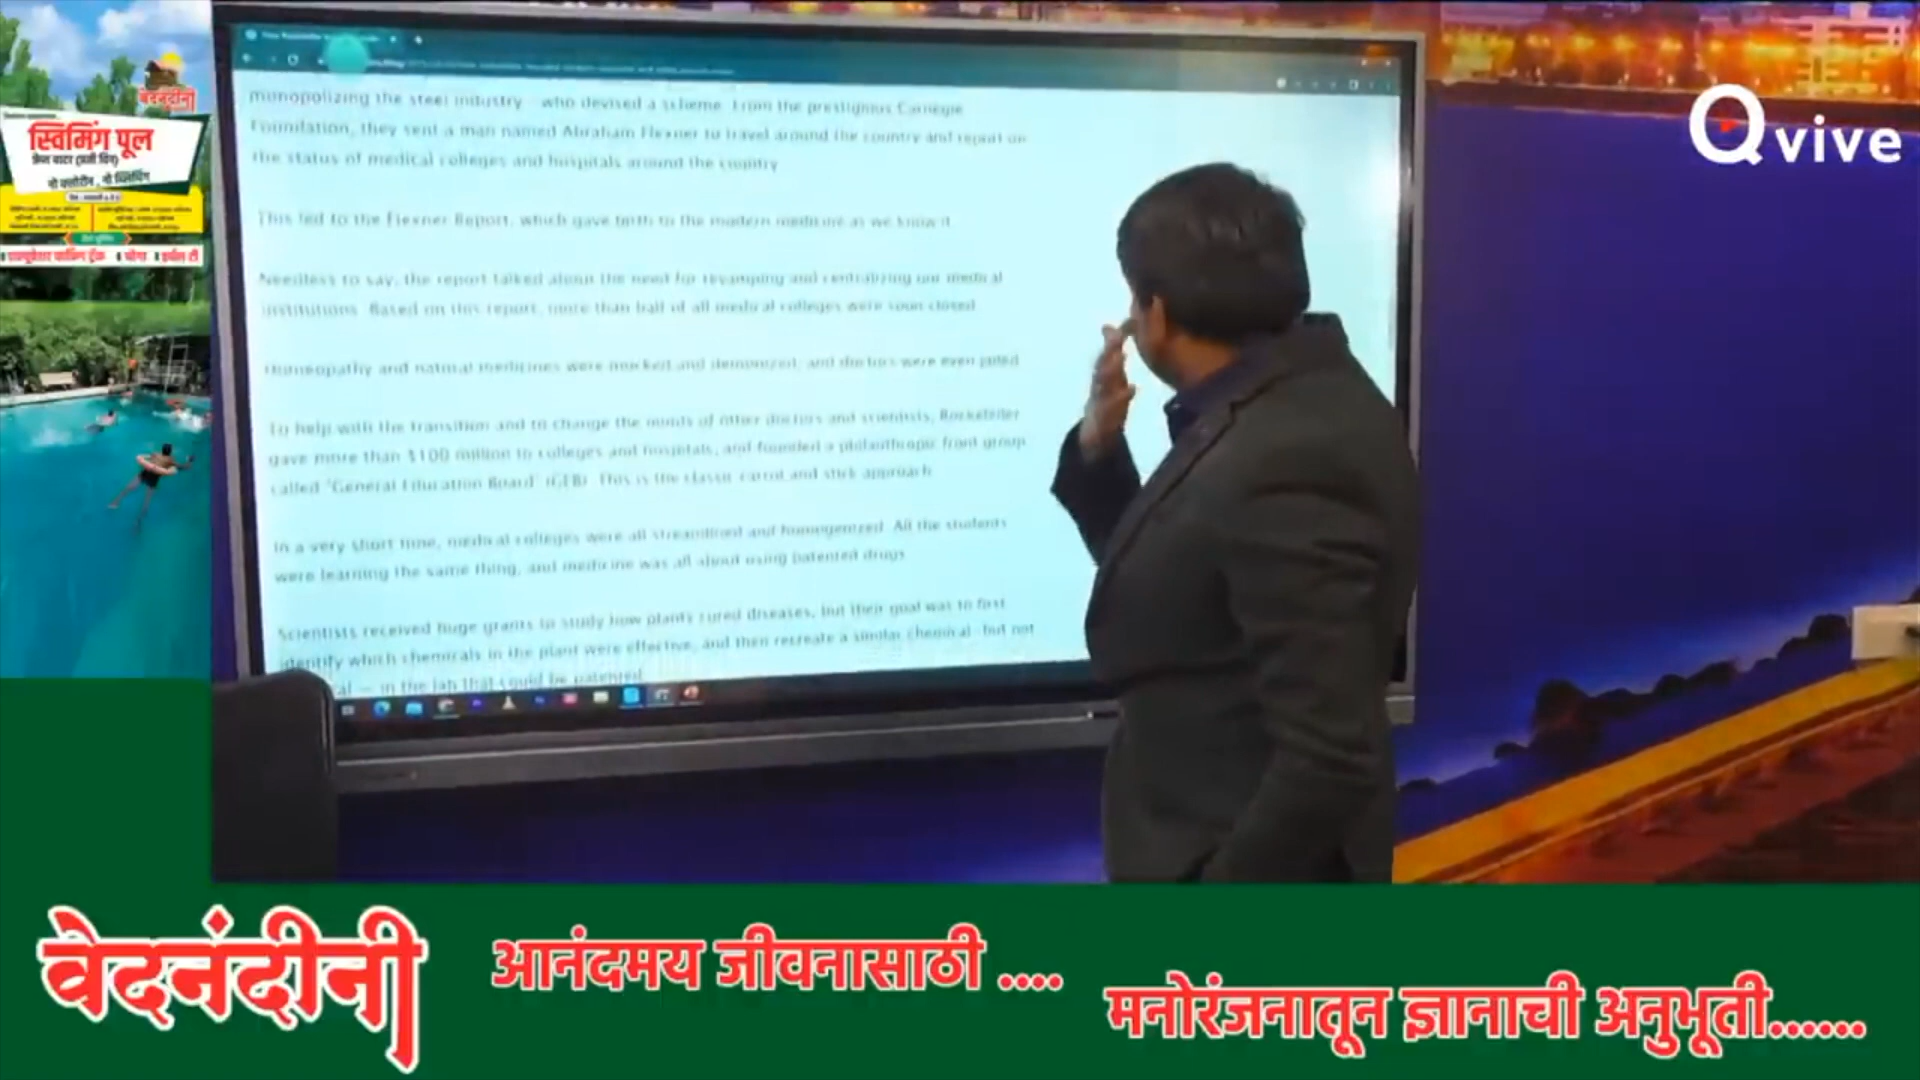 वेदनंदीनी
स्विमिंग पूल
नो क्लोरीन , नो ब्लिचिंग
Qvive
monopolizing the steel industry who devised a scheme. From the prestigious Carnegie
Foundation, they sent a man named Abraham Flexner to travel around the country and report on
the status of medical colleges and hospitals around the country
This led to the Flexner Report, which gave birth to the modern medicine as we know it
Needless to say, the report talked about the need for revamping and centralizing our medical
institutions. Based on this report, more than half of all medical colleges were soon closed
Homeopathy and natural medicines were mocked and demonized, and doctors were even jailed
To help with the transition and to change the minds of other doctors and scientists, Rockefeller
gave more than $100 million to colleges and hospitals, and founded a philanthropic front group
called "General Education Board" (GEB). This is the classic carrot and stick approach
In a very short time, medical colleges were all streamlined and homogenized. All the students
were learning the same thing, and medicine was all about using patented drugs
Scientists received huge grants to study how plants cured diseases, but their goal was to first
identify which chemicals in the plant were effective, and then recreate a similar chemical but not
in the lab that could be patented
वेदनंदीनी
आनंदमय जीवनासाठी ....
मनोरंजनातून ज्ञानाची अनुभूती......